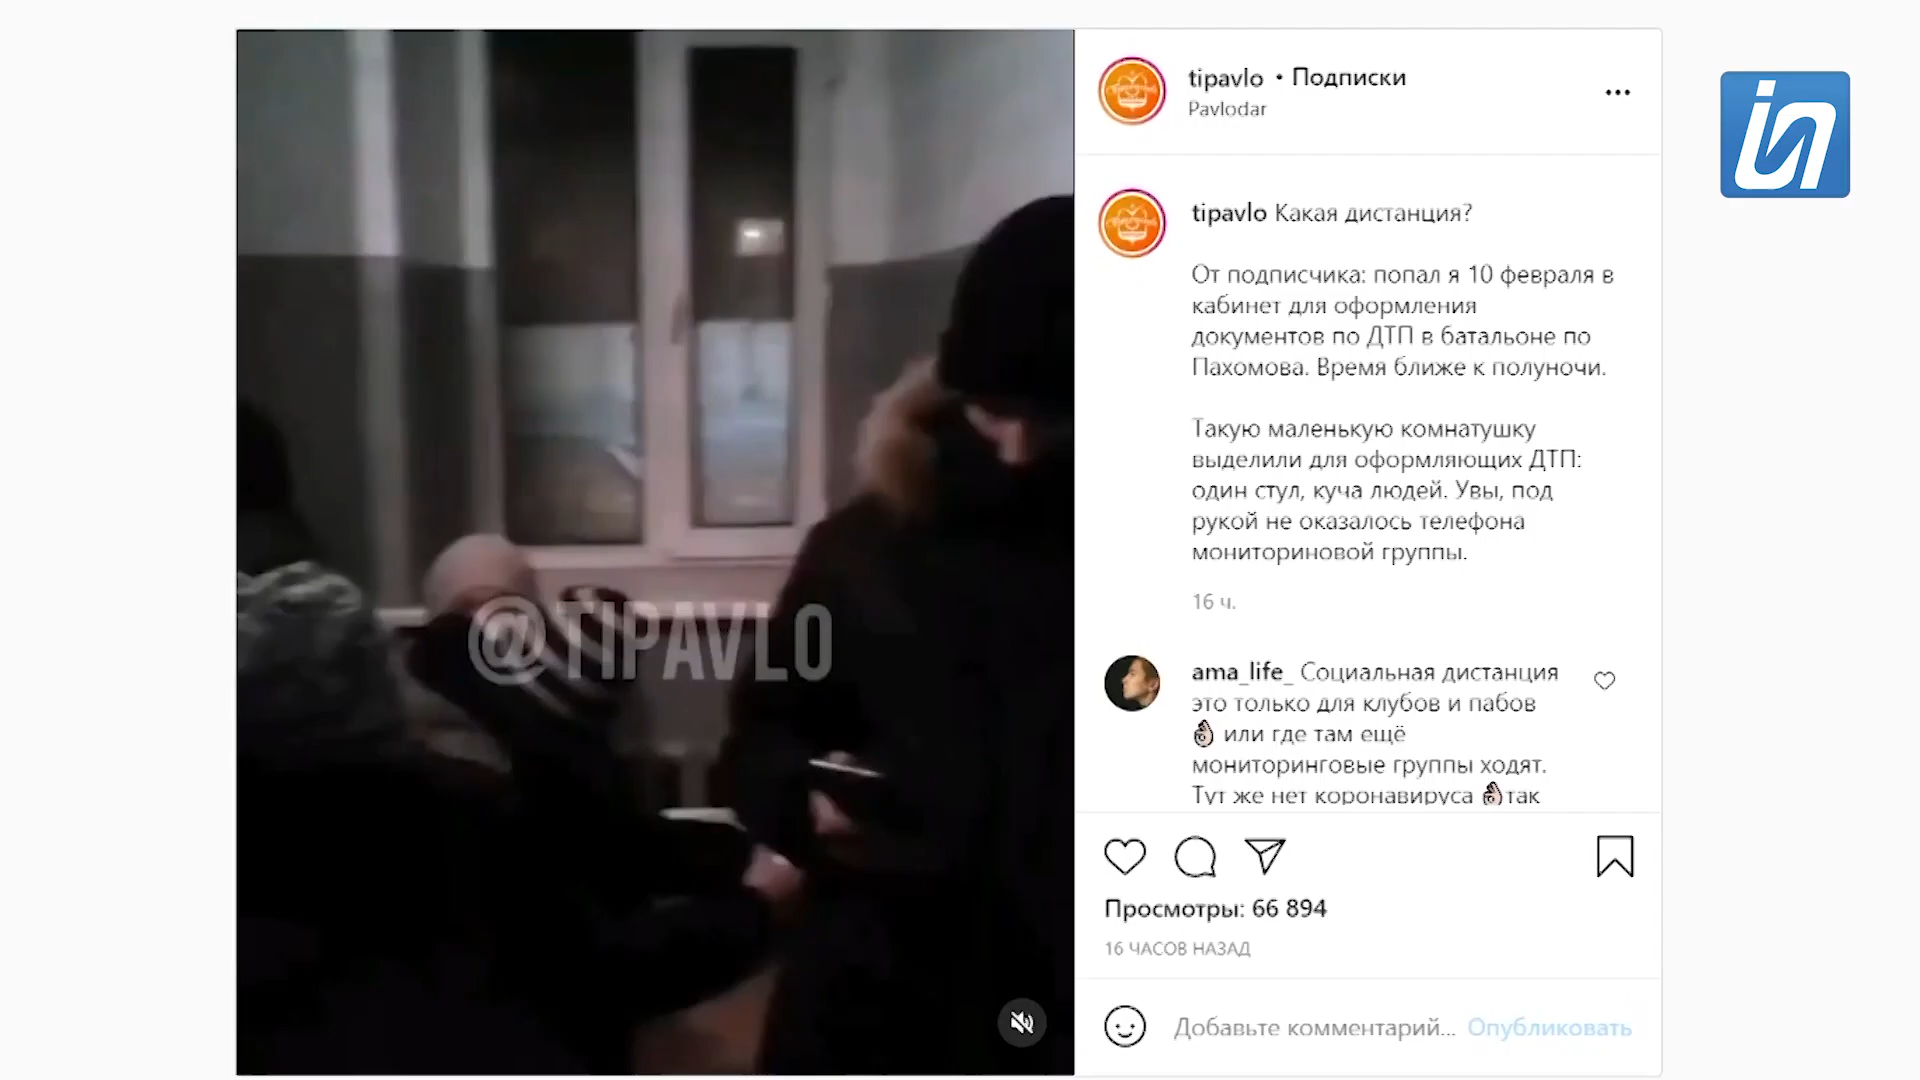 tipavlo • Подписки
Pavlodar
tipavlo Какая дистанция?
От подписчика: попал я 10 февраля в
кабинет для оформления
документов по ДТП в батальоне по
Пахомова. Время ближе к полуночи.
Такую маленькую комнатушку
выделили для оформляющих ДТП:
один стул, куча людей. Увы, под
рукой не оказалось телефона
мониториновой группы.
16 ч.
ama_life_ Социальная дистанция
это только для клубов и пабов
👌🏻 или где там ещё
мониторинговые группы ходят.
Тут же нет коронавируса 👌🏻так
Просмотры: 66 894
16 ЧАСОВ НАЗАД
Добавьте комментарий... Опубликовать
@TIPAVLO
in